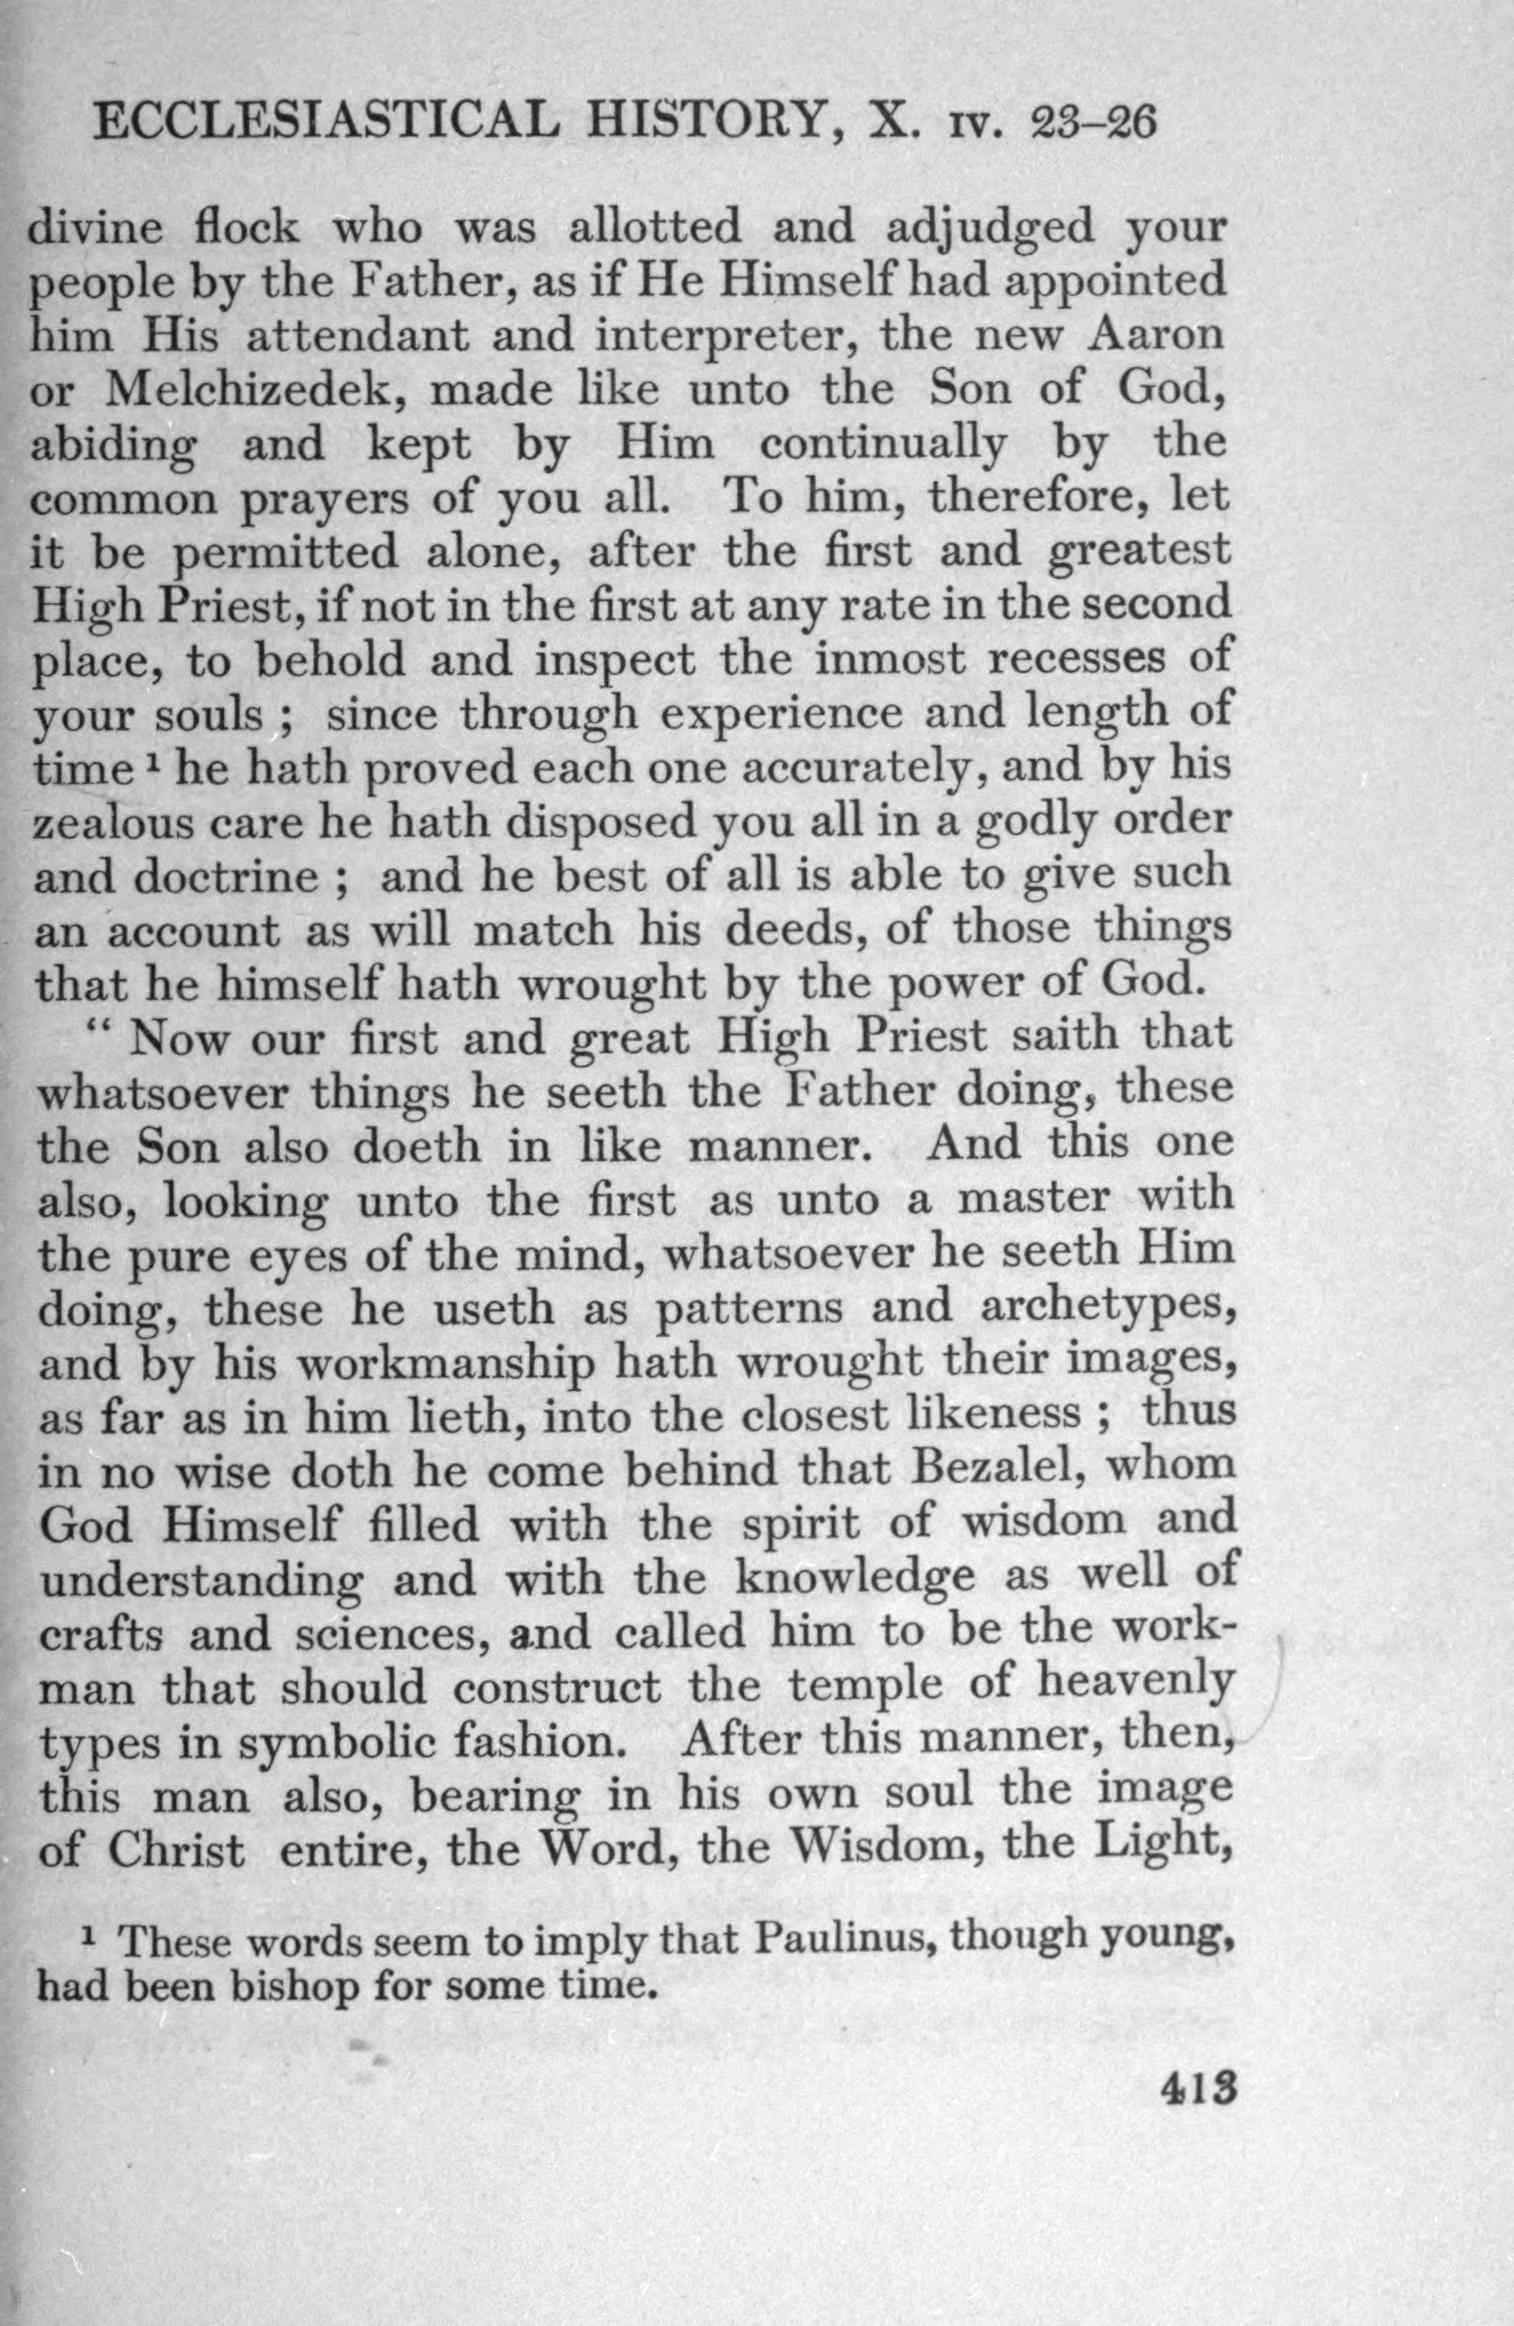 ECCLESIASTICAL HISTORY, X. IV. 23–26
divine flock who was allotted and adjudged your
people by the Father, as if He Himself had appointed
him His attendant and interpreter, the new Aaron
or Melchizedek, made like unto the Son of God,
abiding and kept by Him continually by the
common prayers of you all. To him, therefore, let
it be permitted alone, after the first and greatest
High Priest, if not in the first at any rate in the second
place, to behold and inspect the inmost recesses of
your souls ; since through experience and length of
time ¹ he hath proved each one accurately, and by his
zealous care he hath disposed you all in a godly order
and doctrine ; and he best of all is able to give such
an account as will match his deeds, of those things
that he himself hath wrought by the power of God.
“ Now our first and great High Priest saith that
whatsoever things he seeth the Father doing, these
the Son also doeth in like manner. And this one
also, looking unto the first as unto a master with
the pure eyes of the mind, whatsoever he seeth Him
doing, these he useth as patterns and archetypes,
and by his workmanship hath wrought their images,
as far as in him lieth, into the closest likeness ; thus
in no wise doth he come behind that Bezalel, whom
God Himself filled with the spirit of wisdom and
understanding and with the knowledge as well of
crafts and sciences, and called him to be the work-
man that should construct the temple of heavenly
types in symbolic fashion. After this manner, then,
this man also, bearing in his own soul the image
of Christ entire, the Word, the Wisdom, the Light,
¹ These words seem to imply that Paulinus, though young,
had been bishop for some time.
413